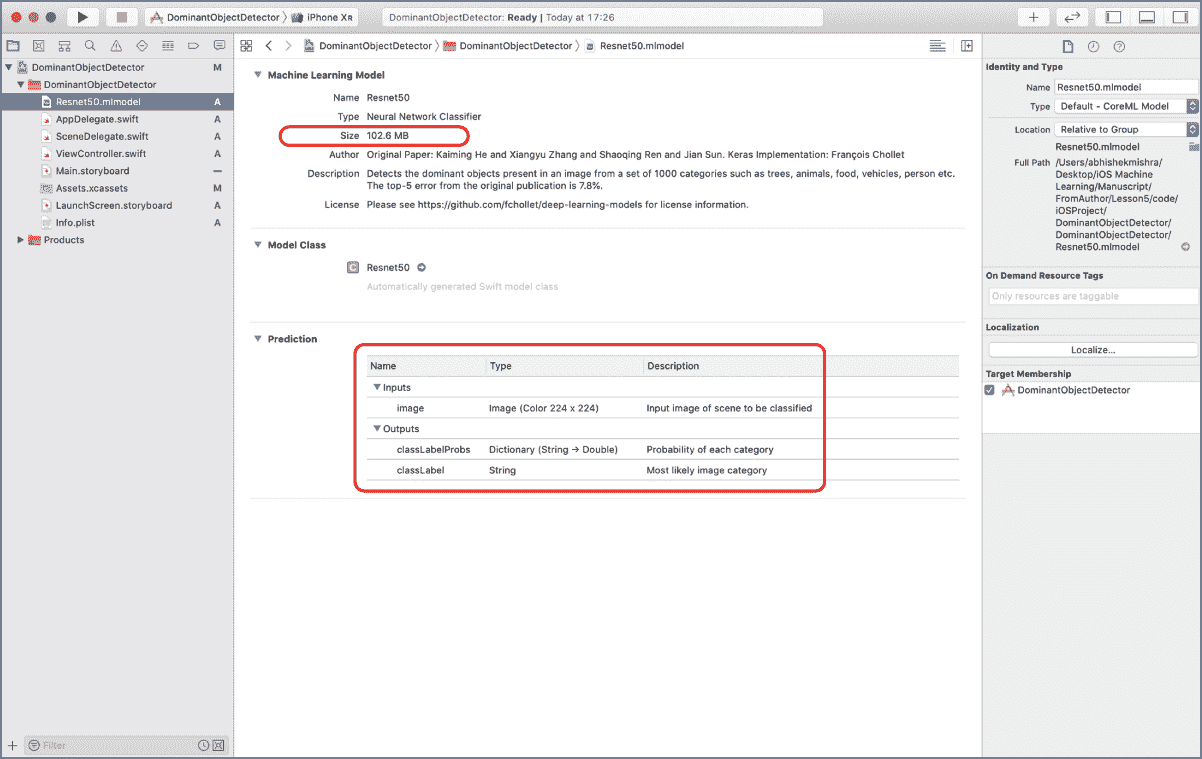 DominantObjectDetector 〉 iPhone XR
DominantObjectDetector: Ready | Today at 17:26
DominantObjectDetector 〉 DominantObjectDetector 〉 Resnet50.mlmodel
DominantObjectDetector M
DominantObjectDetector
Resnet50.mlmodel A
AppDelegate.swift A
SceneDelegate.swift A
ViewController.swift A
Main.storyboard —
Assets.xcassets M
LaunchScreen.storyboard A
Info.plist A
Products
Filter
Machine Learning Model
Name Resnet50
Type Neural Network Classifier
Size 102.6 MB
Author Original Paper: Kaiming He and Xiangyu Zhang and Shaoqing Ren and Jian Sun. Keras Implementation: François Chollet
Description Detects the dominant objects present in an image from a set of 1000 categories such as trees, animals, food, vehicles, person etc.
The top-5 error from the original publication is 7.8%.
License Please see https://github.com/fchollet/deep-learning-models for license information.
Model Class
C Resnet50
Automatically generated Swift model class
Prediction
Name Type Description
Inputs
image Image (Color 224 x 224) Input image of scene to be classified
Outputs
classLabelProbs Dictionary (String → Double) Probability of each category
classLabel String Most likely image category
Identity and Type
Name Resnet50.mlmodel
Type Default - CoreML Model
Location Relative to Group
Resnet50.mlmodel
Full Path /Users/abhishekmishra/
Desktop/iOS Machine
Learning/Manuscript/
FromAuthor/Lesson5/code/
iOSProject/
DominantObjectDetector/
DominantObjectDetector/
Resnet50.mlmodel
On Demand Resource Tags
Only resources are taggable
Localization
Localize...
Target Membership
DominantObjectDetector